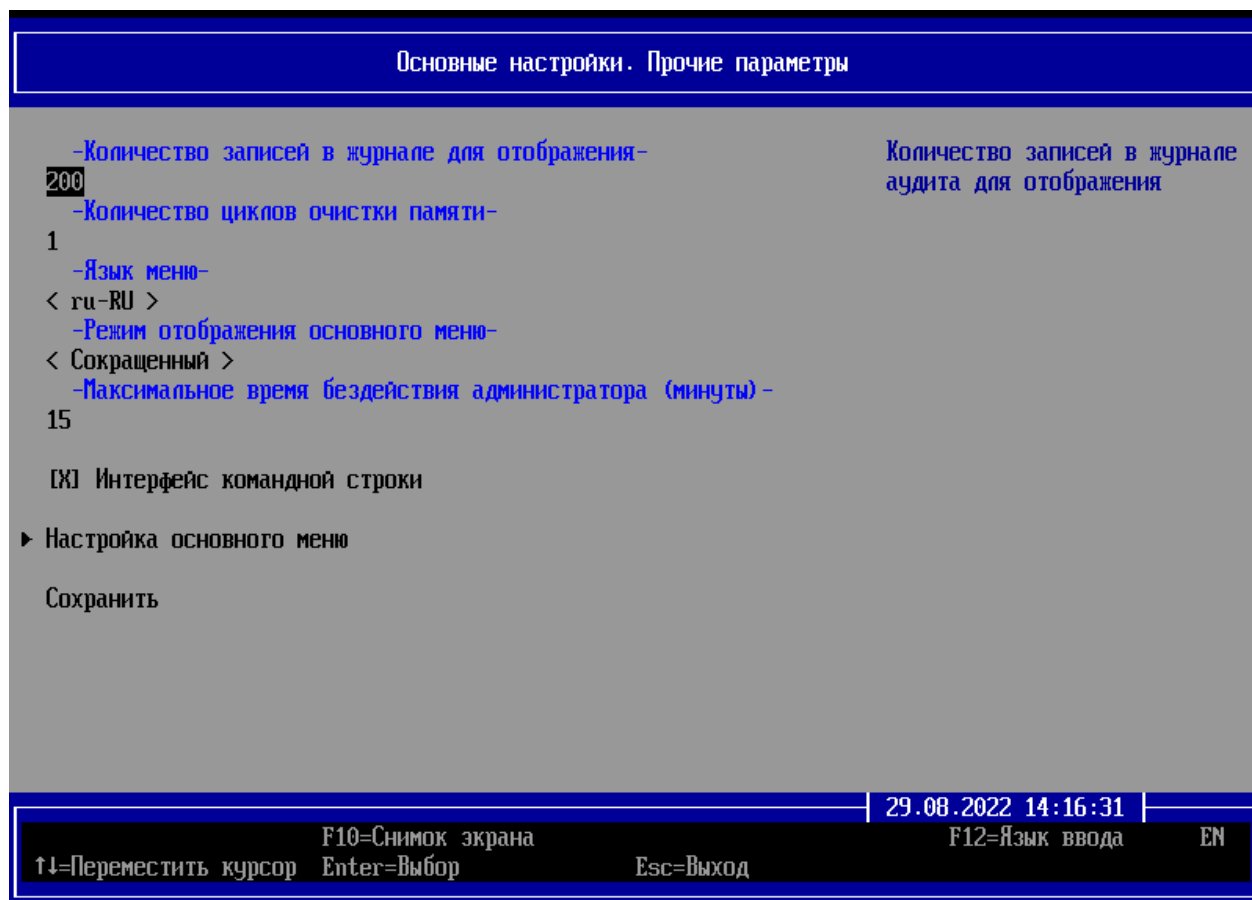 Основные настройки. Прочие параметры
-Количество записей в журнале для отображения-
200
-Количество циклов очистки памяти-
1
-Язык меню-
< ru-RU >
-Режим отображения основного меню-
< Сокращенный >
-Максимальное время бездействия администратора (минуты)-
15
[X] Интерфейс командной строки
Настройка основного меню
Сохранить
Количество записей в журнале
аудита для отображения
29.08.2022 14:16:31
F10=Снимок экрана F12=Язык ввода EN
↑↓=Переместить курсор Enter=Выбор Esc=Выход